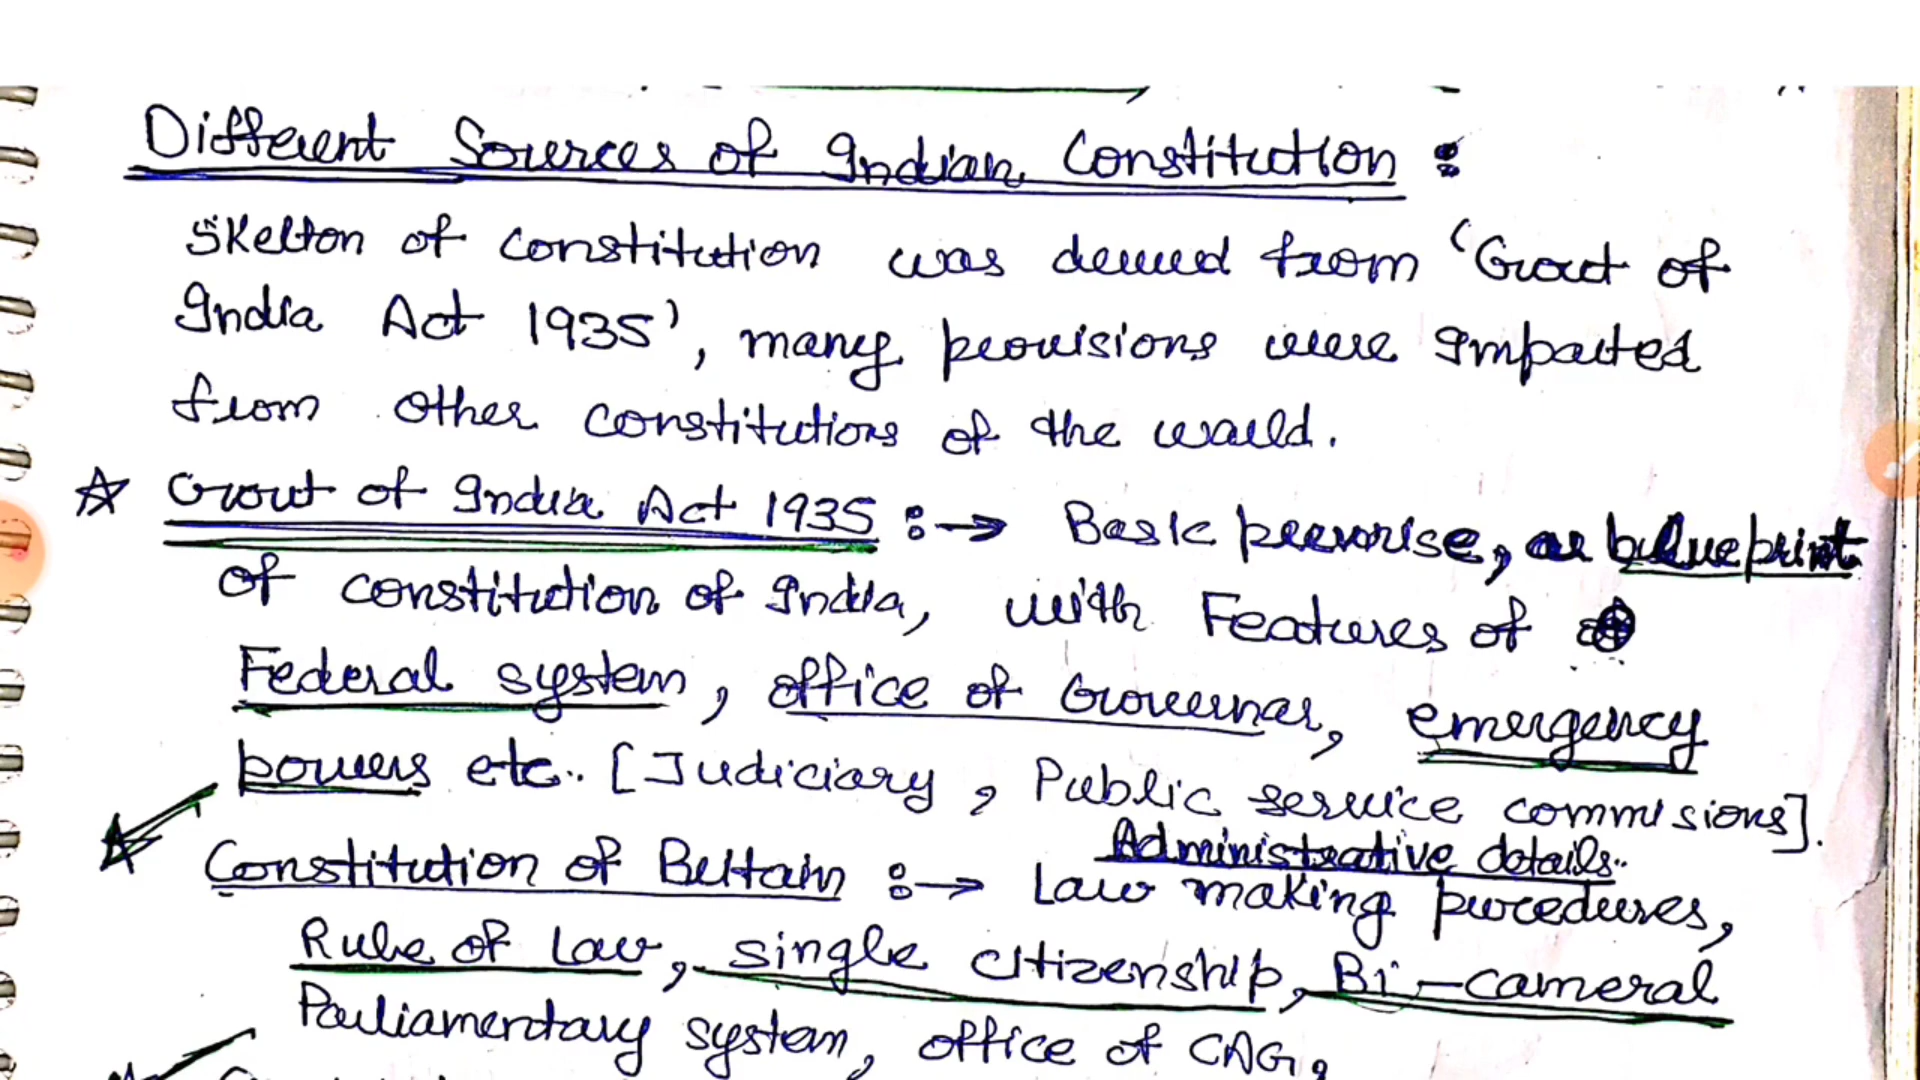 Different Sources of Indian Constitution :
Skelton of constitution was derived from 'Govt of
India Act 1935', many provisions were Imported
from other constitutions of the world.
☆ Govt of India Act 1935 :→ Basic premise, or blueprint
of constitution of India, with Features of
Federal system, office of Governor, emergency
powers etc.. [Judiciary, Public service commisions].
Administrative details..
Constitution of Britain :→ Law making procedures,
Rule of Law, single citizenship, Bi-cameral
Parliamentary system, office of CAG,